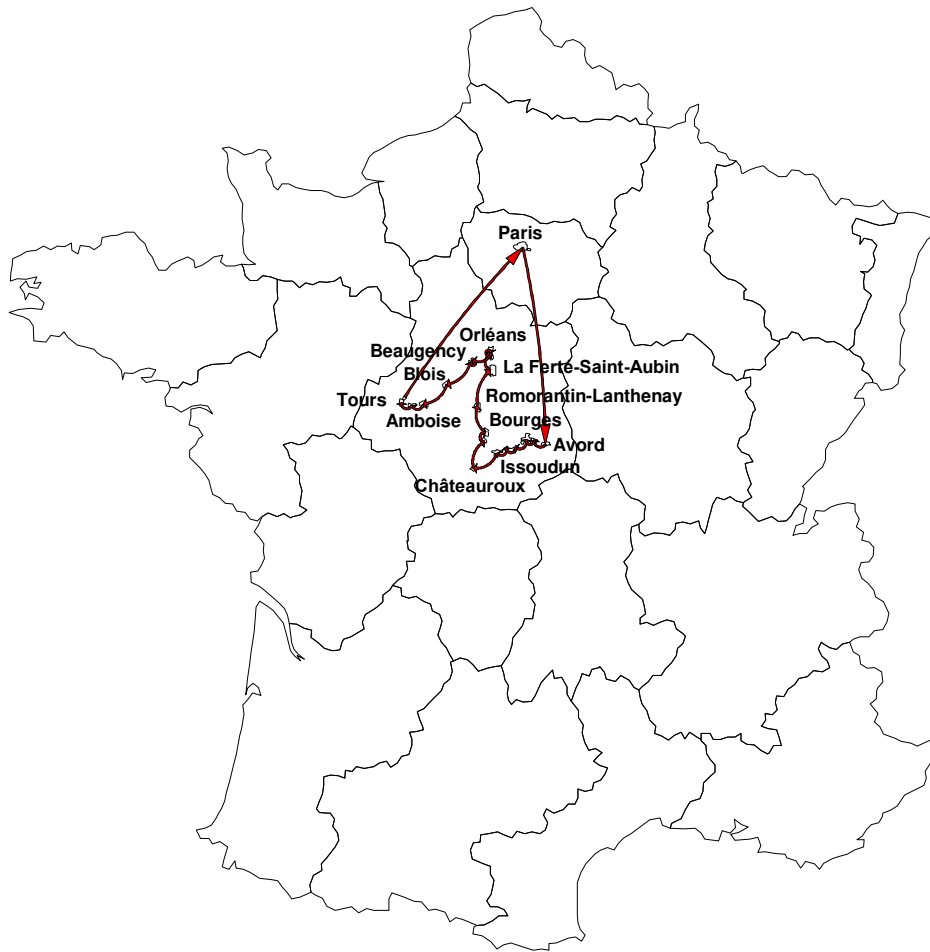 Paris
Orléans
Beaugency
La Ferté-Saint-Aubin
Blois
Romorantin-Lanthenay
Tours
Amboise
Bourges
Avord
Issoudun
Châteauroux